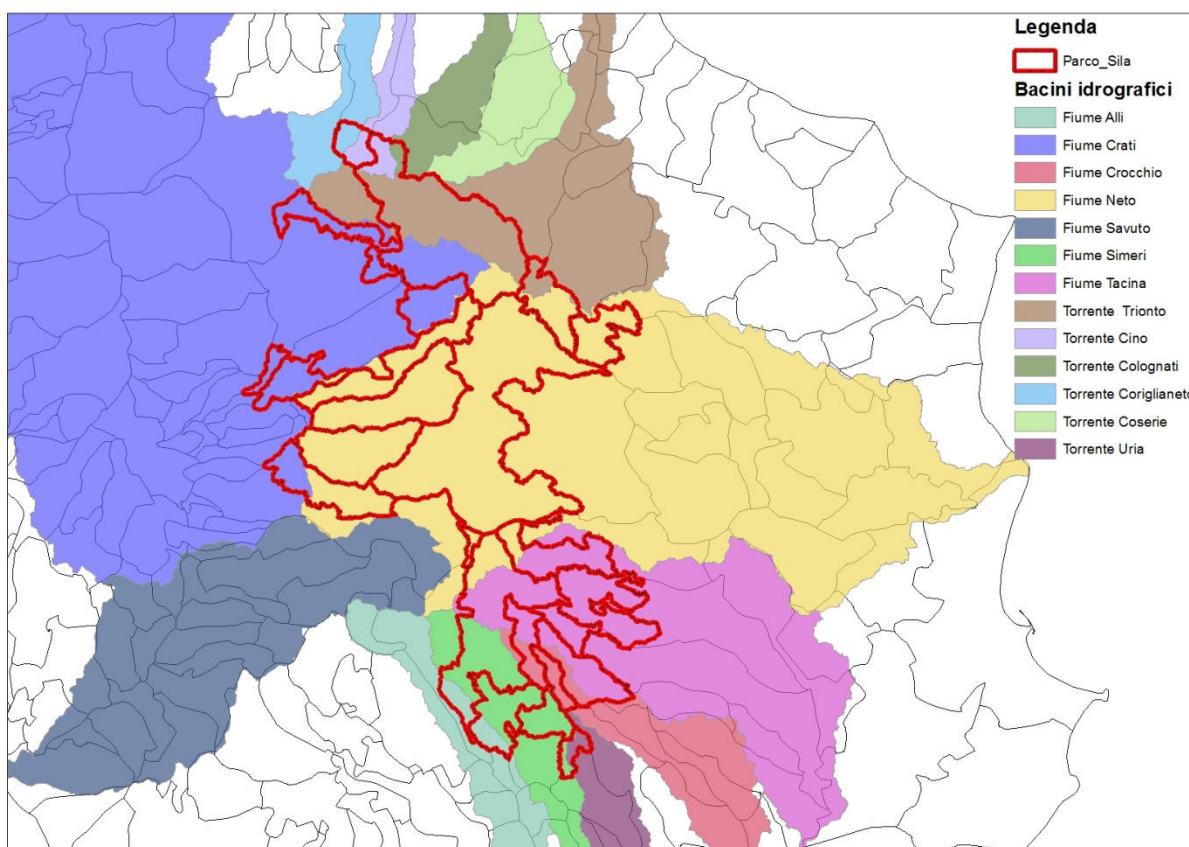 Legenda
Parco_Sila
Bacini idrografici
Fiume Alli
Fiume Crati
Fiume Crocchio
Fiume Neto
Fiume Savuto
Fiume Simeri
Fiume Tacina
Torrente Trionto
Torrente Cino
Torrente Colognati
Torrente Coriglianeto
Torrente Coserie
Torrente Uria